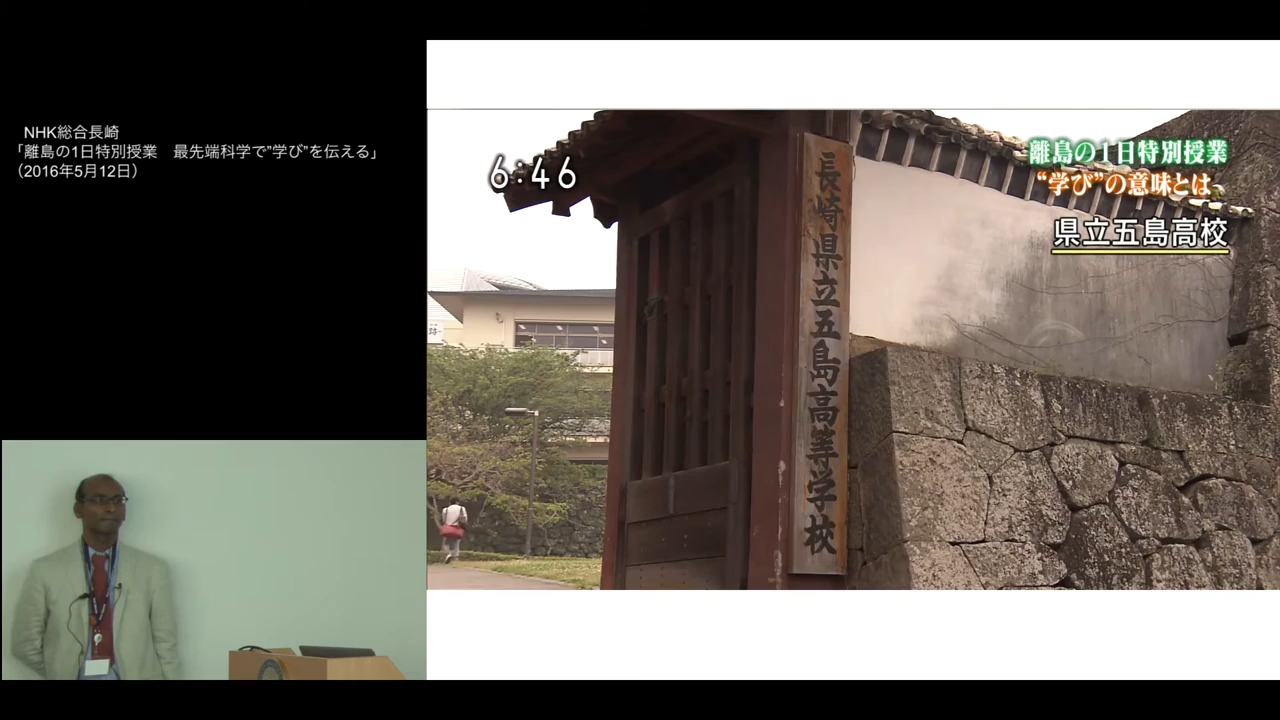 NHK総合長崎
「離島の1日特別授業　最先端科学で”学び”を伝える」
（2016年5月12日）
6:46
離島の1日特別授業
“学び”の意味とは
県立五島高校
長崎県立五島高等学校
路